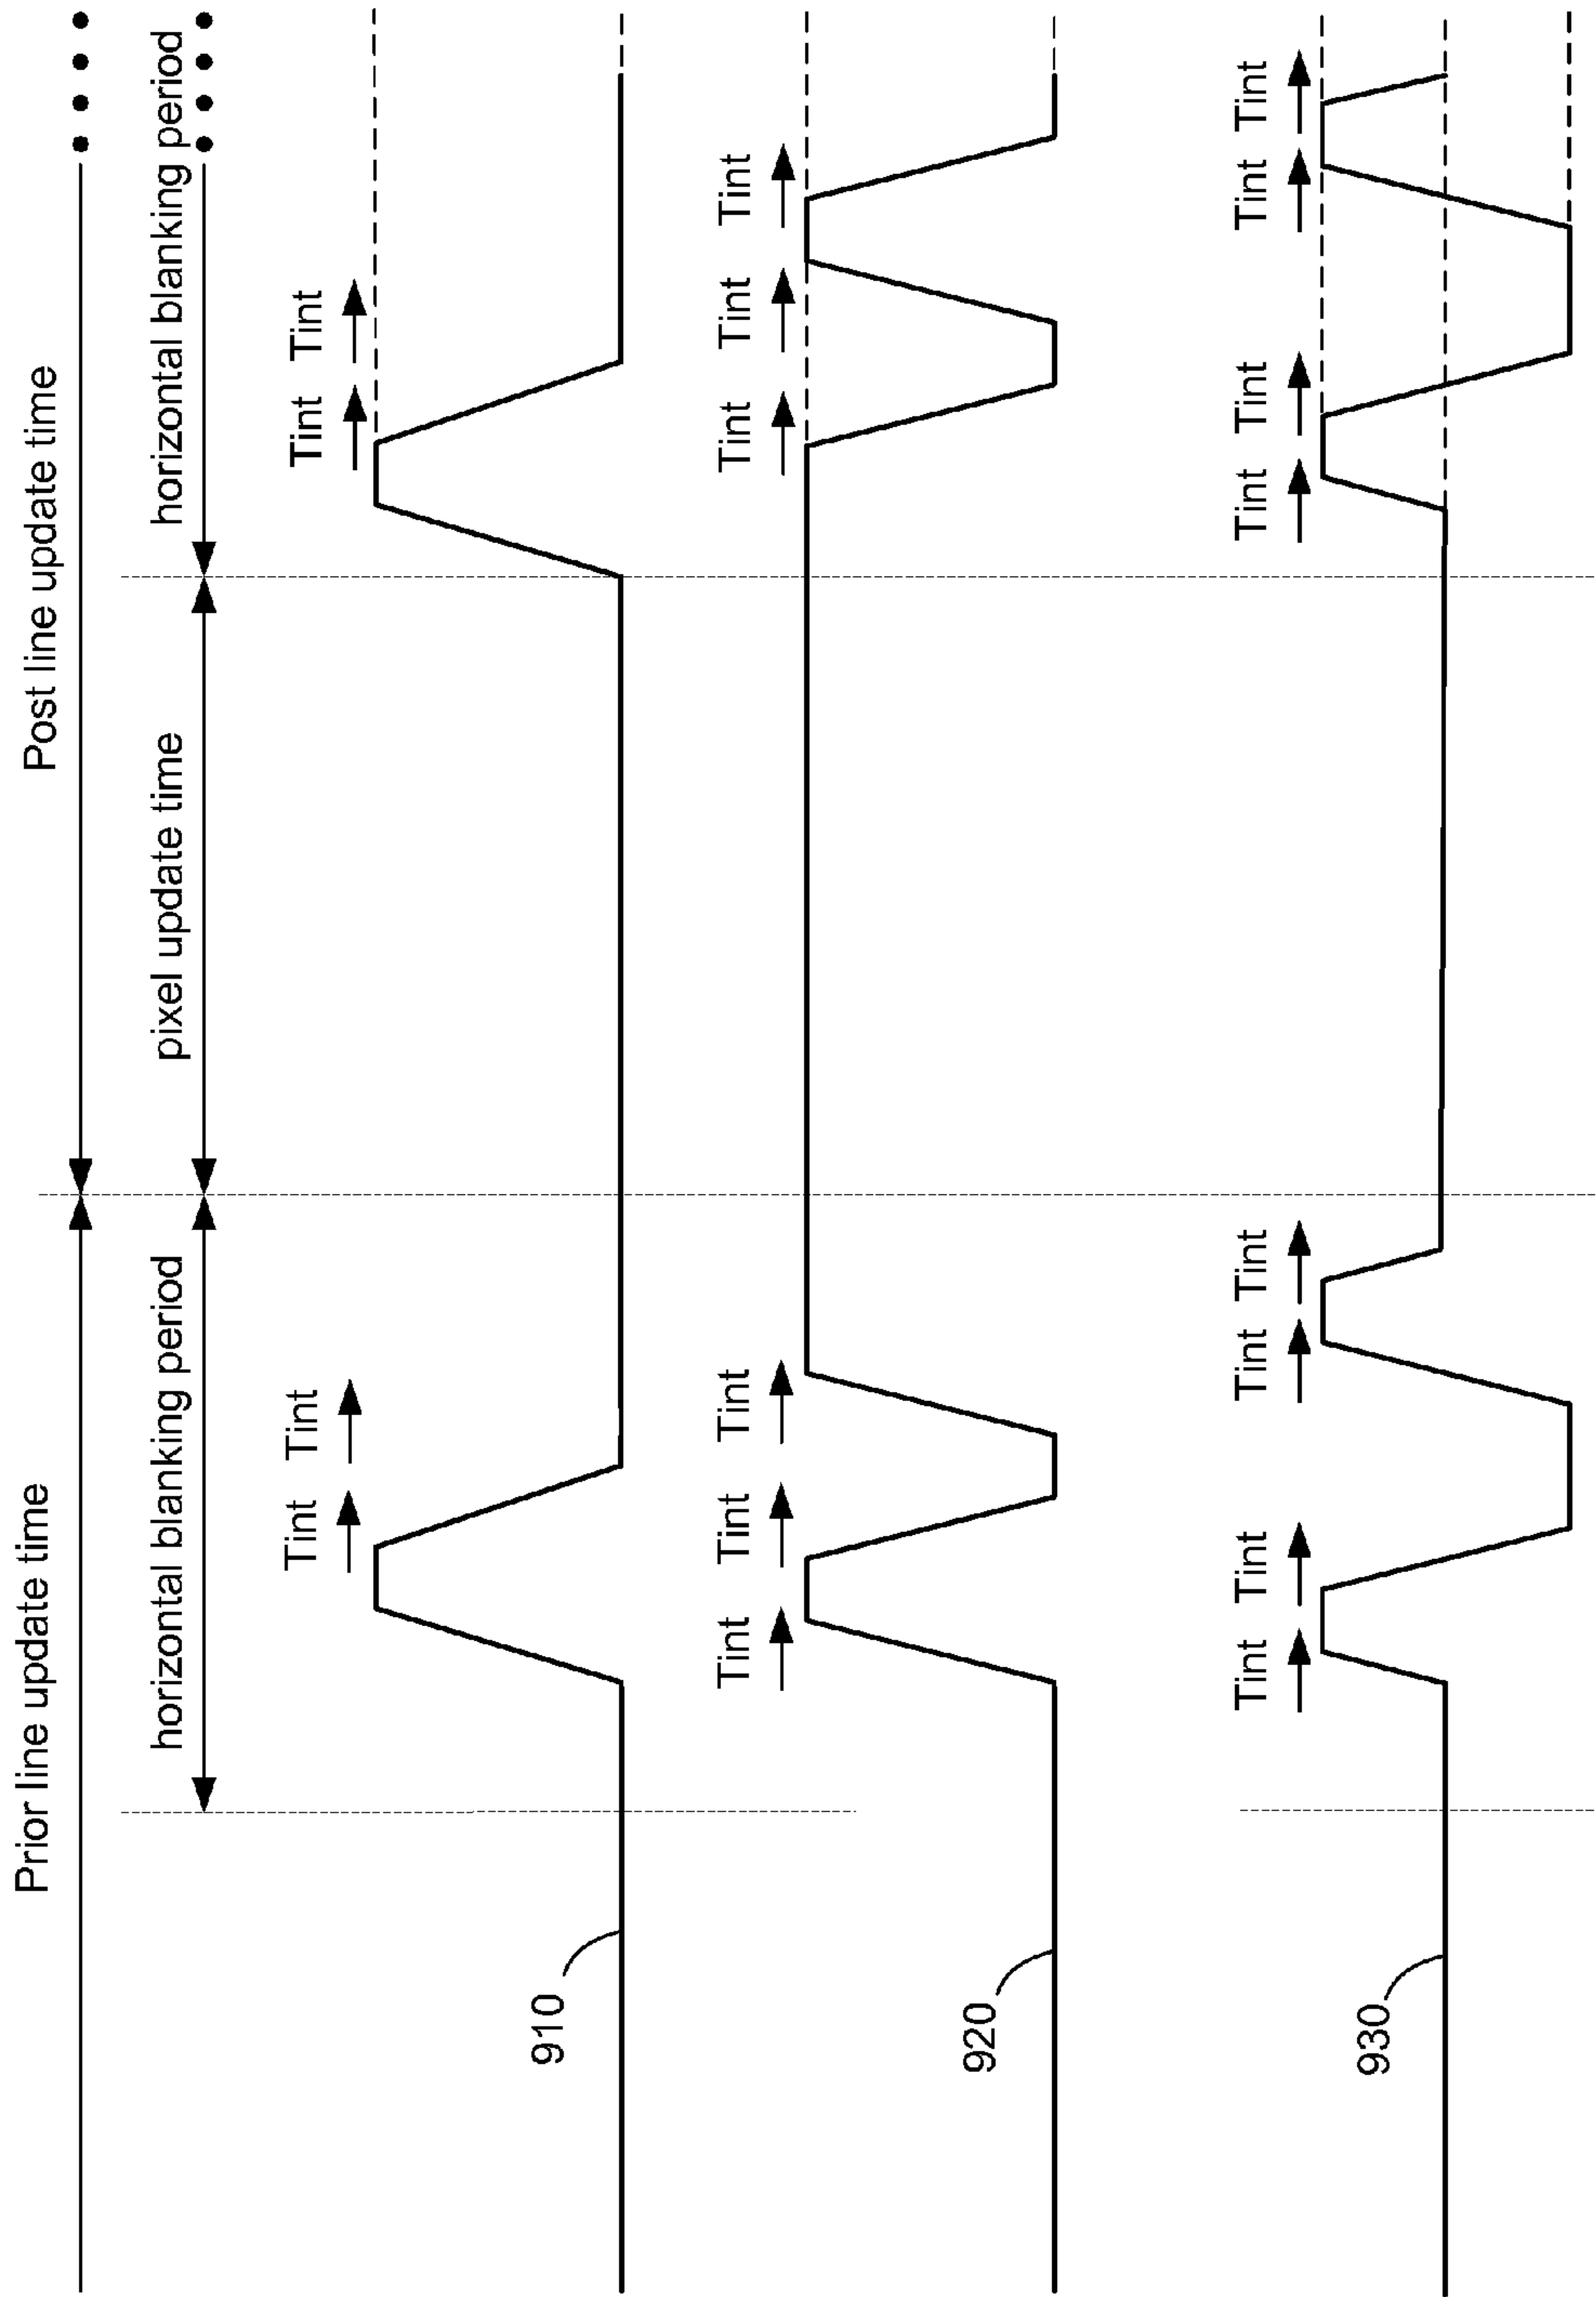 Prior line update time
Post line update time
horizontal blanking period
pixel update time
horizontal blanking period
Tint Tint
Tint Tint
910
Tint Tint Tint
Tint Tint Tint
920
Tint Tint Tint Tint
Tint Tint Tint Tint
930